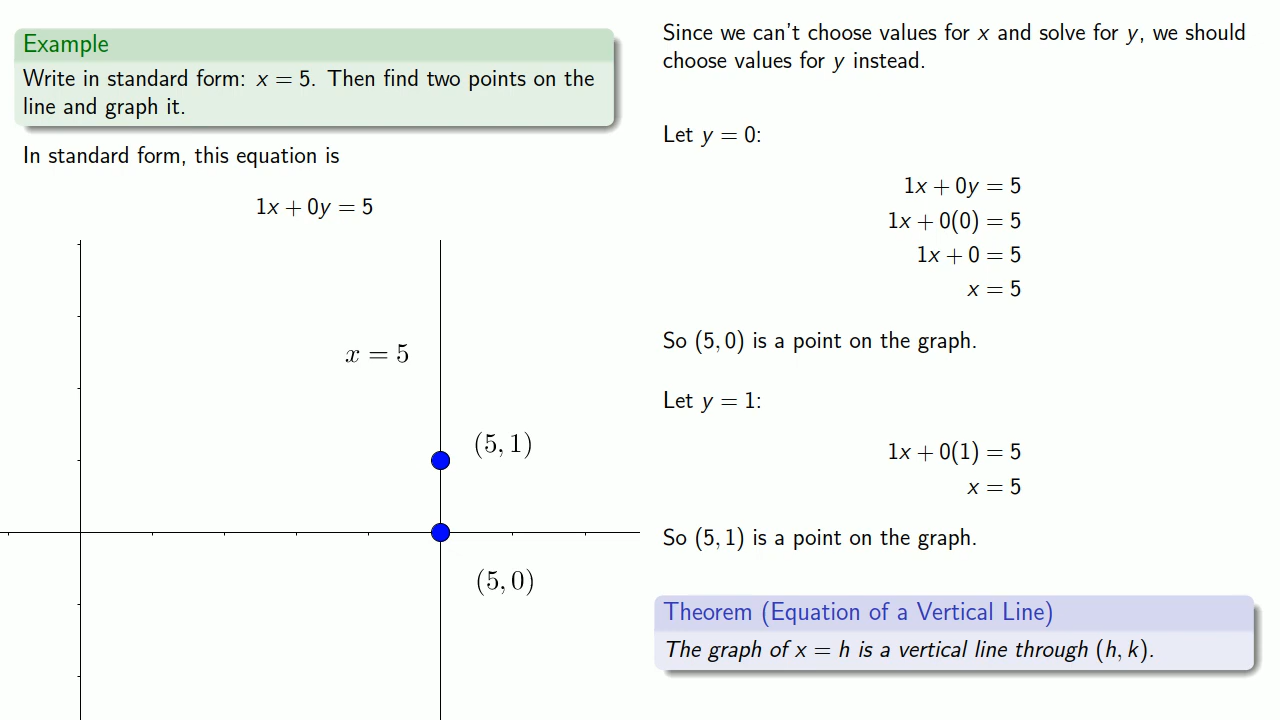 Example
Write in standard form: x = 5. Then find two points on the
line and graph it.
In standard form, this equation is
1x + 0y = 5
x = 5
(5, 1)
(5, 0)
Since we can't choose values for x and solve for y, we should
choose values for y instead.
Let y = 0:
1x + 0y = 5
1x + 0(0) = 5
1x + 0 = 5
x = 5
So (5, 0) is a point on the graph.
Let y = 1:
1x + 0(1) = 5
x = 5
So (5, 1) is a point on the graph.
Theorem (Equation of a Vertical Line)
The graph of x = h is a vertical line through (h, k).